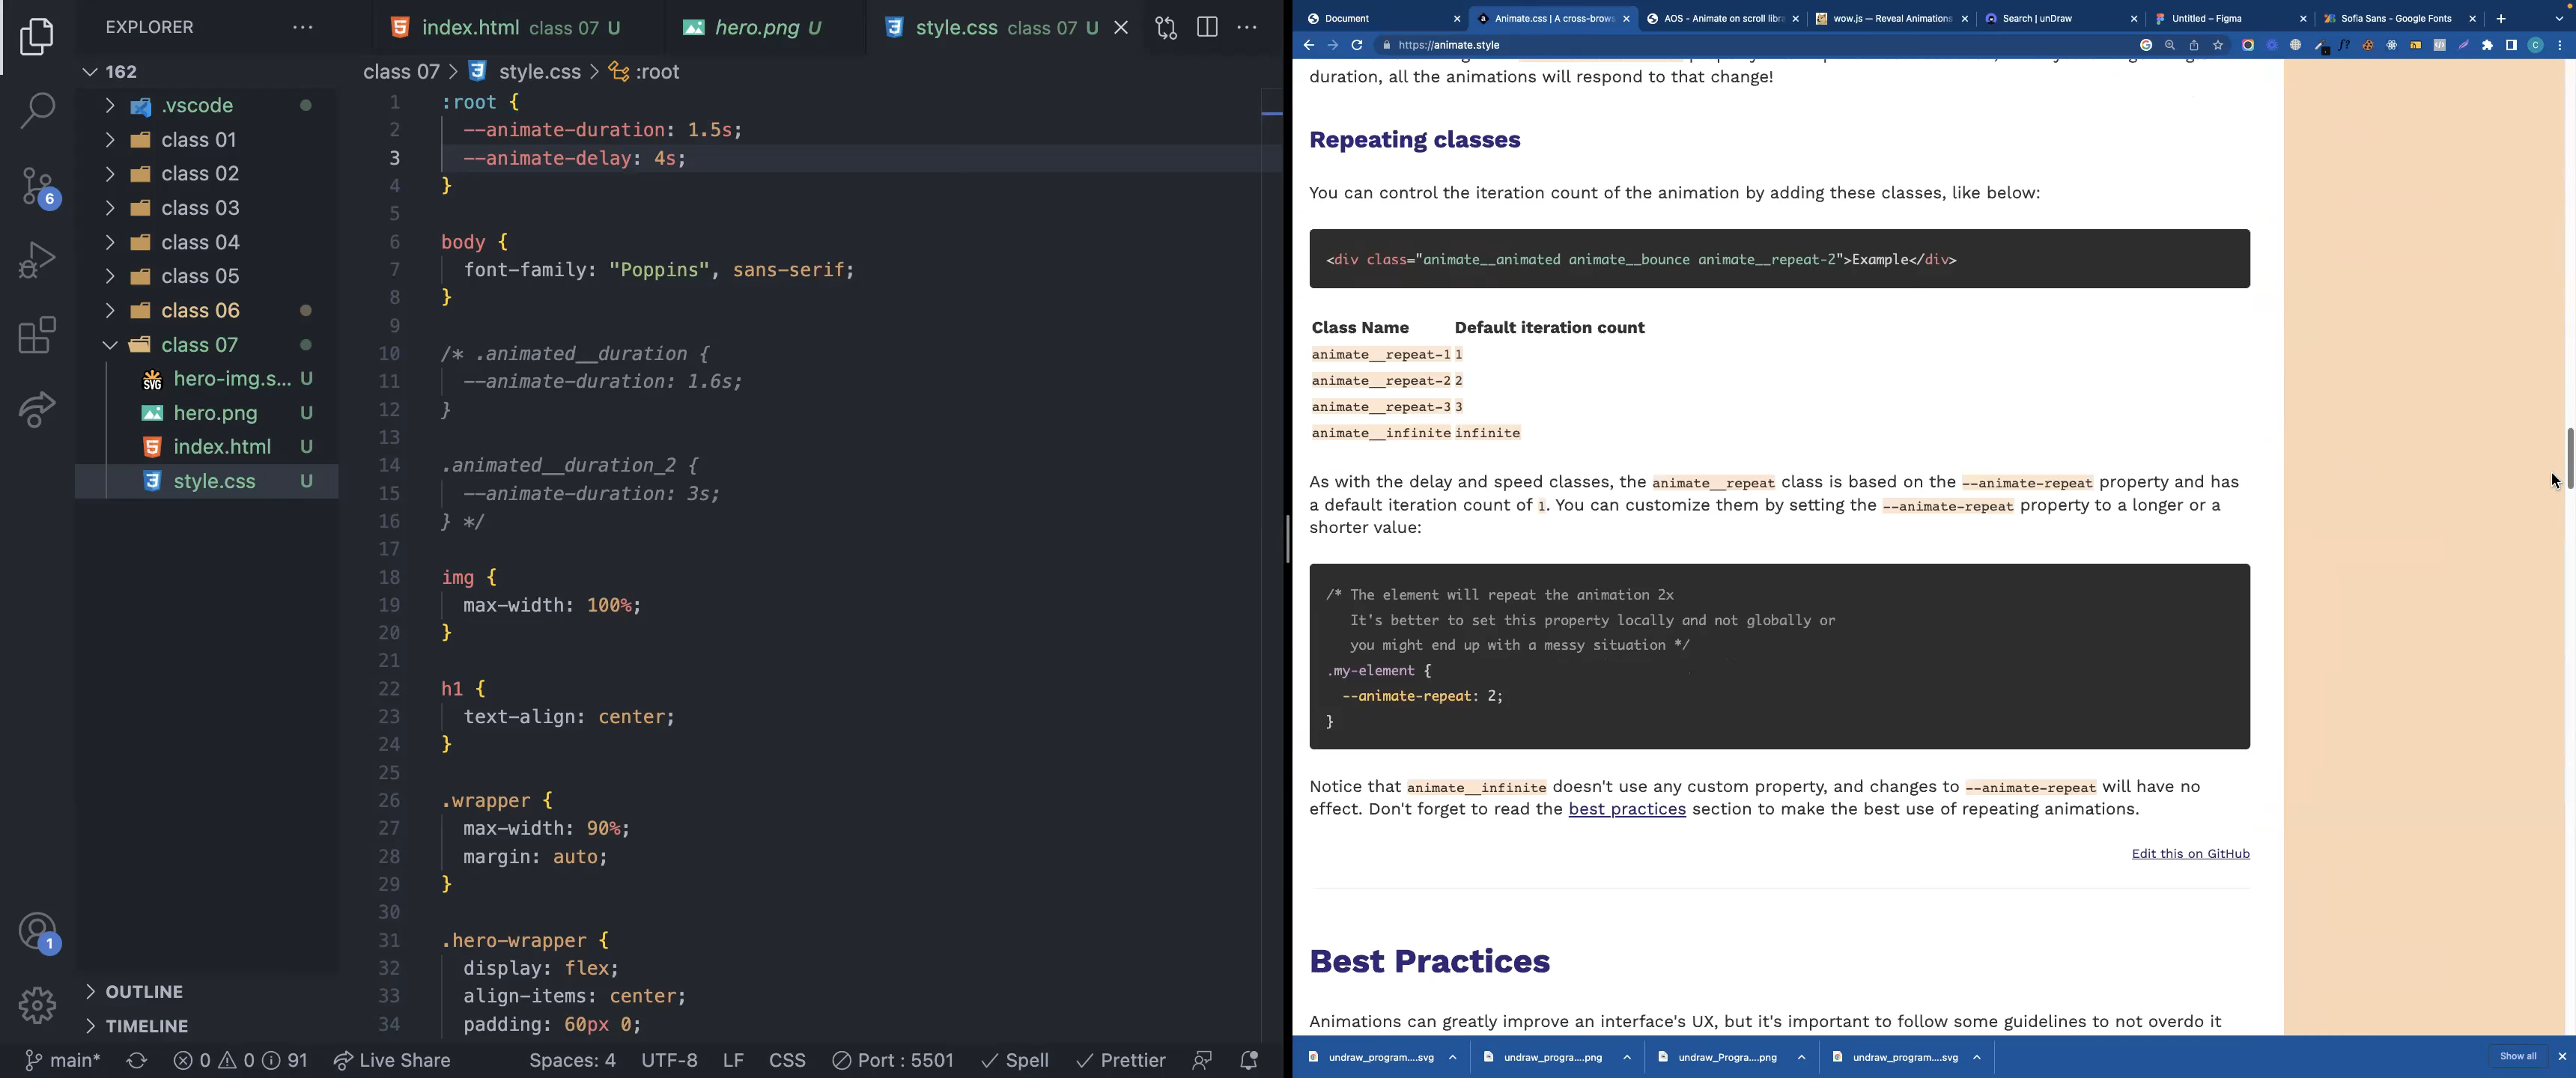 EXPLORER
162
.vscode
class 01
class 02
class 03
class 04
class 05
class 06
class 07
hero-img.s... U
hero.png U
index.html U
style.css U
OUTLINE
TIMELINE
6
1
index.html class 07 U
hero.png U
style.css class 07 U
class 07 > style.css > :root
1 :root {
2 --animate-duration: 1.5s;
3 --animate-delay: 4s;
4 }
5
6 body {
7 font-family: "Poppins", sans-serif;
8 }
9
10 /* .animated__duration {
11 --animate-duration: 1.6s;
12 }
13
14 .animated__duration_2 {
15 --animate-duration: 3s;
16 } */
17
18 img {
19 max-width: 100%;
20 }
21
22 h1 {
23 text-align: center;
24 }
25
26 .wrapper {
27 max-width: 90%;
28 margin: auto;
29 }
30
31 .hero-wrapper {
32 display: flex;
33 align-items: center;
34 padding: 60px 0;
main* 0 0 91 Live Share Spaces: 4 UTF-8 LF CSS Port : 5501 Spell Prettier
Document Animate.css | A cross-brows AOS - Animate on scroll libra wow.js — Reveal Animations Search | unDraw Untitled – Figma Sofia Sans - Google Fonts
https://animate.style
duration, all the animations will respond to that change!
Repeating classes
You can control the iteration count of the animation by adding these classes, like below:
<div class="animate__animated animate__bounce animate__repeat-2">Example</div>
Class Name Default iteration count
animate__repeat-1 1
animate__repeat-2 2
animate__repeat-3 3
animate__infinite infinite
As with the delay and speed classes, the animate__repeat class is based on the --animate-repeat property and has
a default iteration count of 1. You can customize them by setting the --animate-repeat property to a longer or a
shorter value:
/* The element will repeat the animation 2x
It's better to set this property locally and not globally or
you might end up with a messy situation */
.my-element {
--animate-repeat: 2;
}
Notice that animate__infinite doesn't use any custom property, and changes to --animate-repeat will have no
effect. Don't forget to read the best practices section to make the best use of repeating animations.
Edit this on GitHub
Best Practices
Animations can greatly improve an interface's UX, but it's important to follow some guidelines to not overdo it
undraw_program....svg undraw_progra....png undraw_Progra....png undraw_program....svg Show all